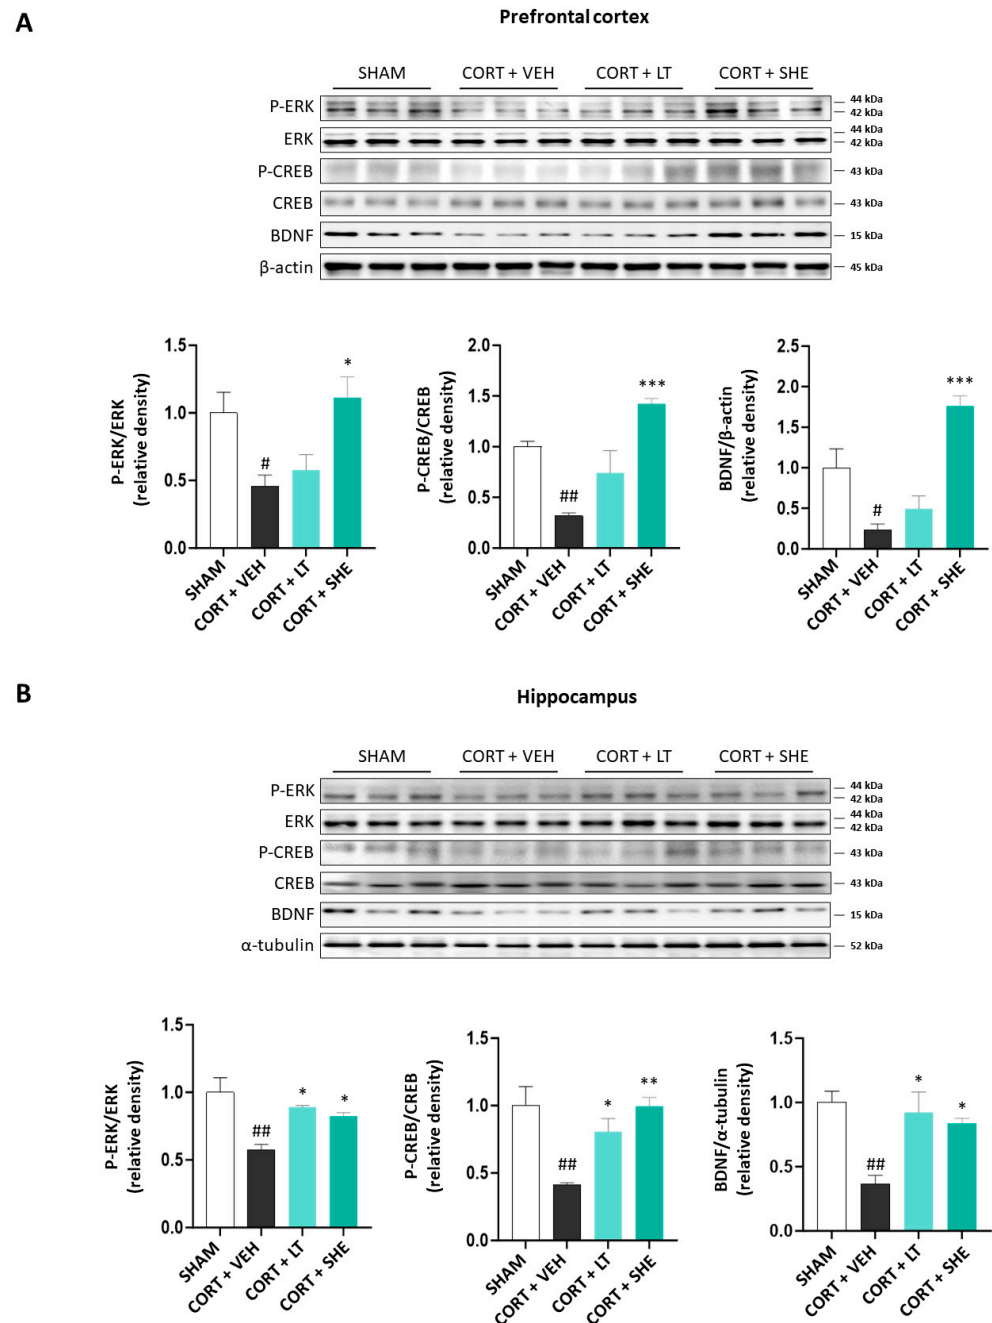 A
Prefrontal cortex
SHAM CORT + VEH CORT + LT CORT + SHE
P-ERK 44 kDa
42 kDa
ERK 44 kDa
42 kDa
P-CREB 43 kDa
CREB 43 kDa
BDNF 15 kDa
β-actin 45 kDa
P-ERK/ERK
(relative density)
1.5
1.0
0.5
0.0
#
*
SHAM
CORT + VEH
CORT + LT
CORT + SHE
P-CREB/CREB
(relative density)
2.0
1.5
1.0
0.5
0.0
##
***
SHAM
CORT + VEH
CORT + LT
CORT + SHE
BDNF/β-actin
(relative density)
2.5
2.0
1.5
1.0
0.5
0.0
#
***
SHAM
CORT + VEH
CORT + LT
CORT + SHE
B
Hippocampus
SHAM CORT + VEH CORT + LT CORT + SHE
P-ERK 44 kDa
42 kDa
ERK 44 kDa
42 kDa
P-CREB 43 kDa
CREB 43 kDa
BDNF 15 kDa
α-tubulin 52 kDa
P-ERK/ERK
(relative density)
1.5
1.0
0.5
0.0
##
*
*
SHAM
CORT + VEH
CORT + LT
CORT + SHE
P-CREB/CREB
(relative density)
1.5
1.0
0.5
0.0
##
*
**
SHAM
CORT + VEH
CORT + LT
CORT + SHE
BDNF/α-tubulin
(relative density)
1.5
1.0
0.5
0.0
##
*
*
SHAM
CORT + VEH
CORT + LT
CORT + SHE